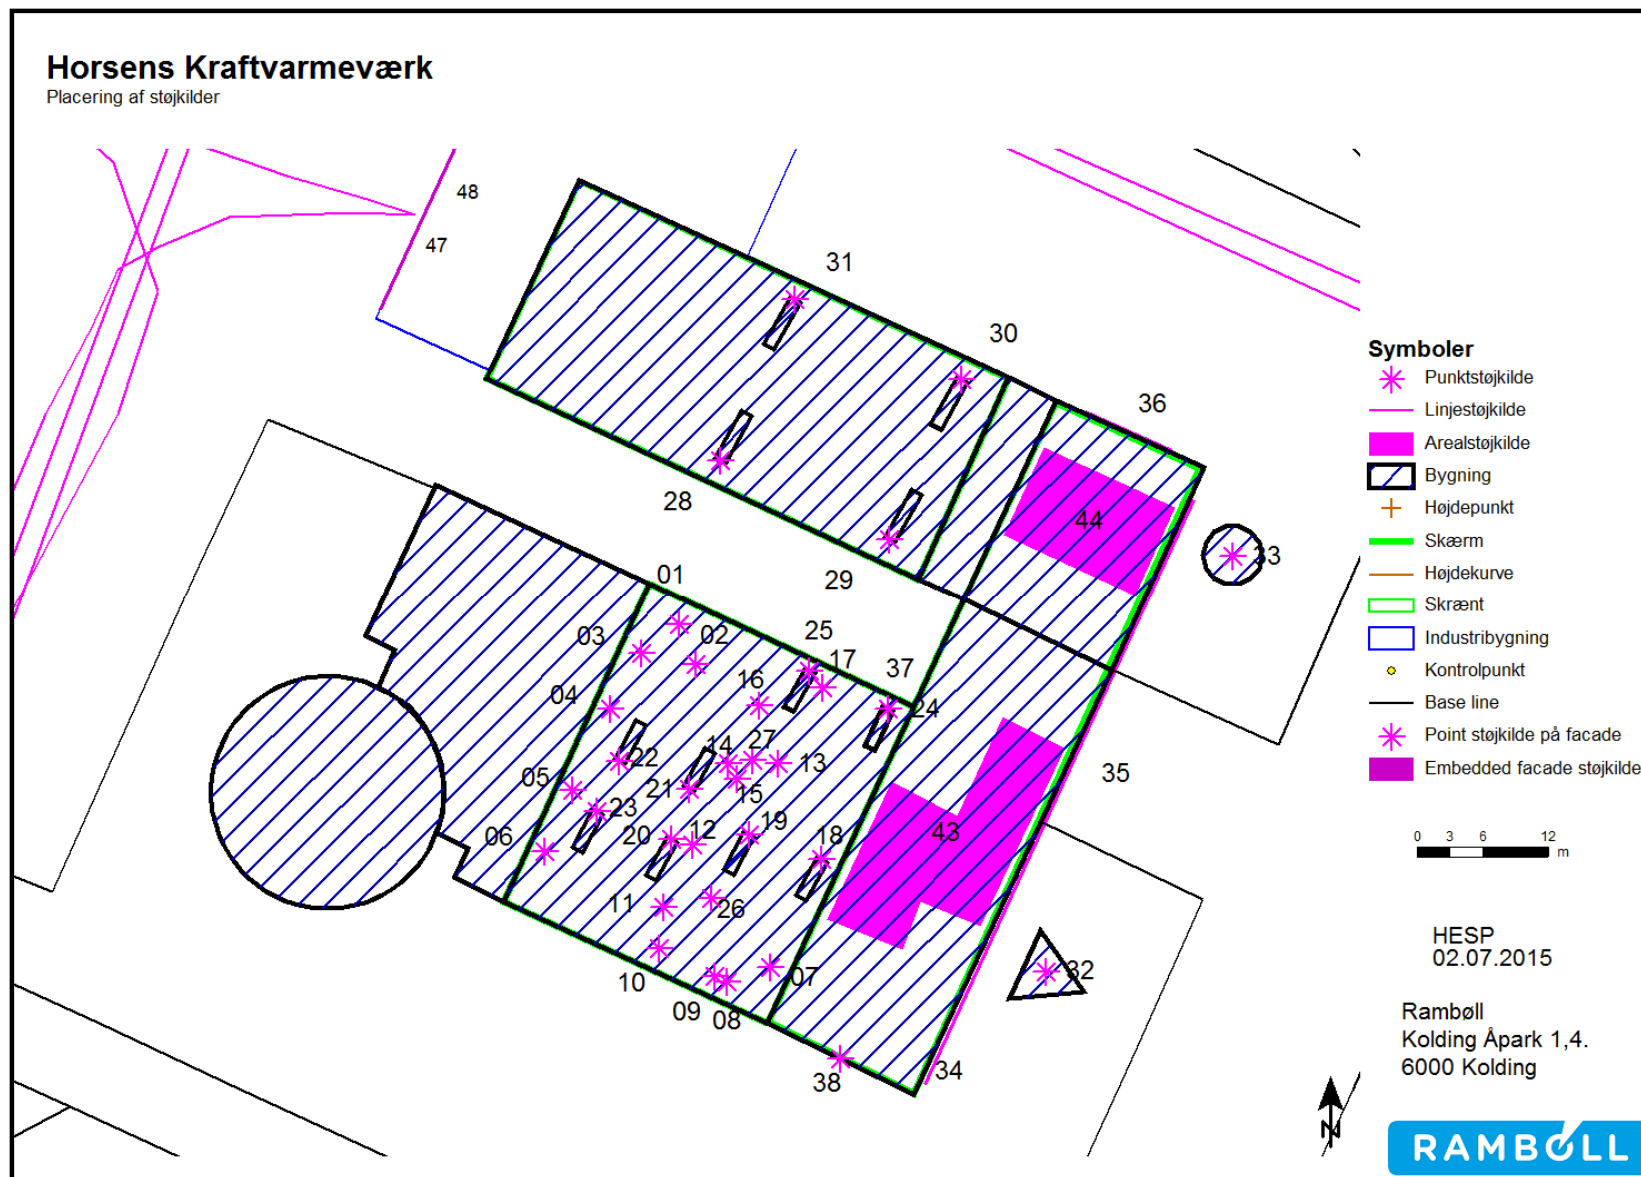 Horsens Kraftvarmeværk
Placering af støjkilder
48
47
31
30
36
28
44
33
29
01
03
02
25
17
37
04
16
24
14
27
13
22
05
21
15
35
23
06
20
12
19
18
43
11
26
32
10
07
09
08
38
34
Symboler
Punktstøjkilde
Linjestøjkilde
Arealstøjkilde
Bygning
Højdepunkt
Skærm
Højdekurve
Skrænt
Industribygning
Kontrolpunkt
Base line
Point støjkilde på facade
Embedded facade støjkilde
0 3 6 12
m
HESP
02.07.2015
Rambøll
Kolding Åpark 1,4.
6000 Kolding
N
RAMBOLL